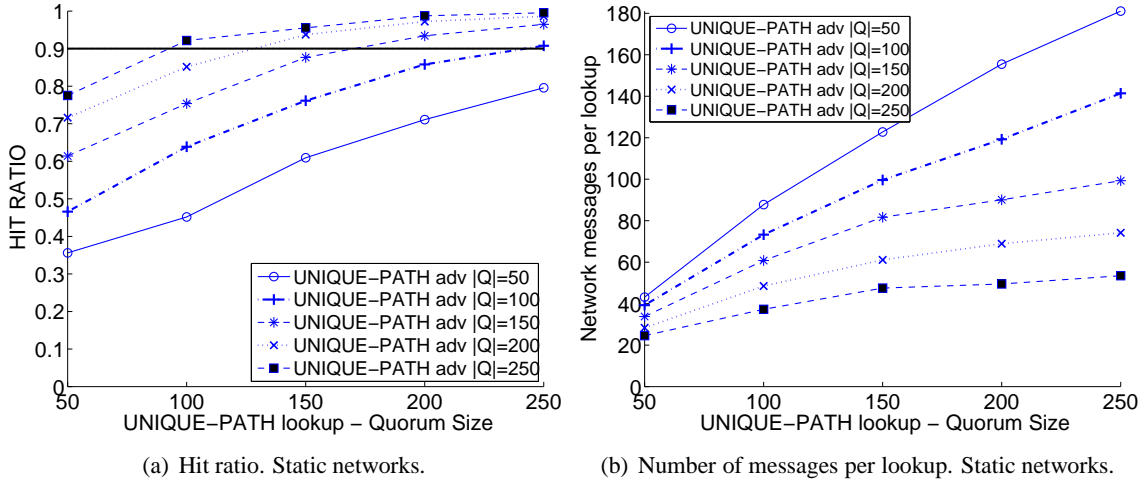 1
0.9
0.8
0.7
0.6
0.5
0.4
0.3
0.2
0.1
0
HIT RATIO
UNIQUE−PATH adv |Q|=50
UNIQUE−PATH adv |Q|=100
UNIQUE−PATH adv |Q|=150
UNIQUE−PATH adv |Q|=200
UNIQUE−PATH adv |Q|=250
50 100 150 200 250
UNIQUE−PATH lookup − Quorum Size
(a) Hit ratio. Static networks.
180
160
140
120
100
80
60
40
20
0
Network messages per lookup
UNIQUE−PATH adv |Q|=50
UNIQUE−PATH adv |Q|=100
UNIQUE−PATH adv |Q|=150
UNIQUE−PATH adv |Q|=200
UNIQUE−PATH adv |Q|=250
50 100 150 200 250
UNIQUE−PATH lookup − Quorum Size
(b) Number of messages per lookup. Static networks.